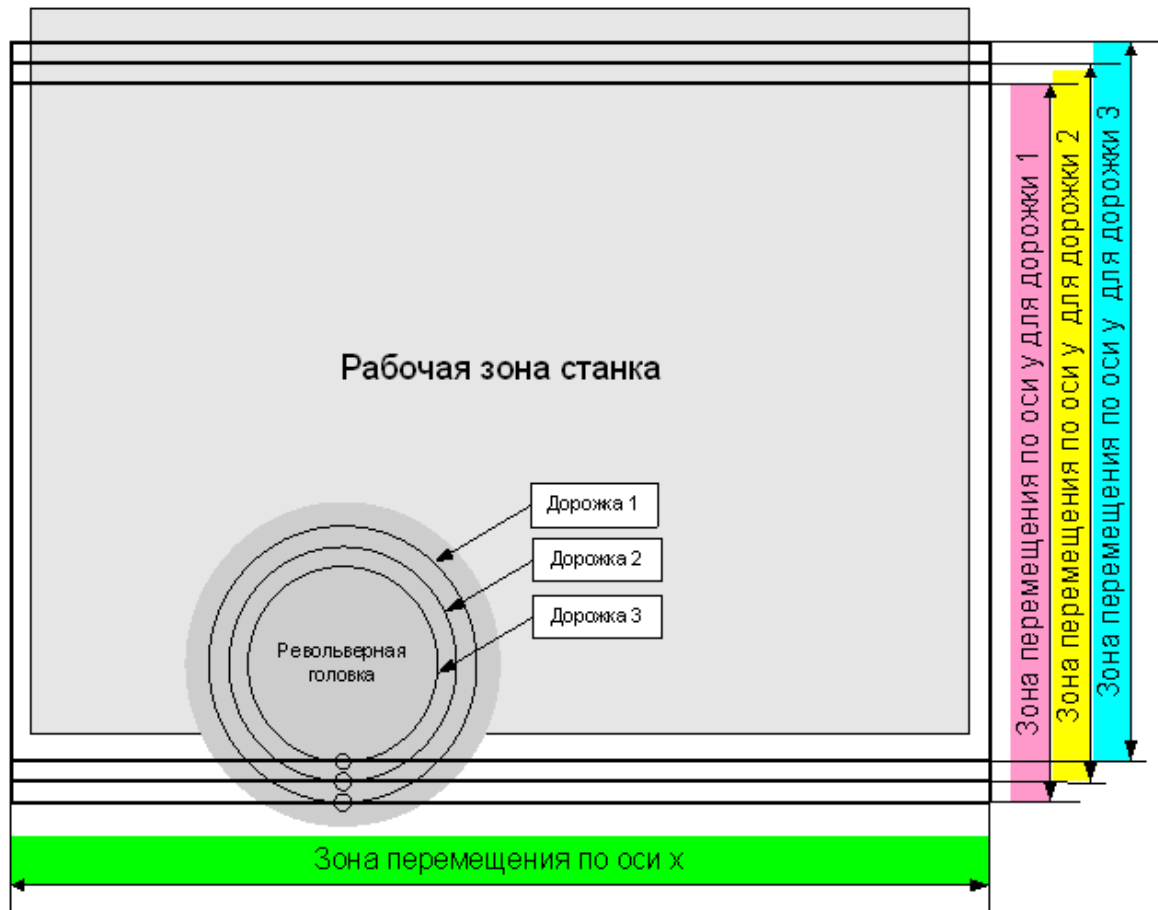 Рабочая зона станка
Дорожка 1
Дорожка 2
Дорожка 3
Револьверная
головка
Зона перемещения по оси у для дорожки 1
Зона перемещения по оси у для дорожки 2
Зона перемещения по оси у для дорожки 3
Зона перемещения по оси х